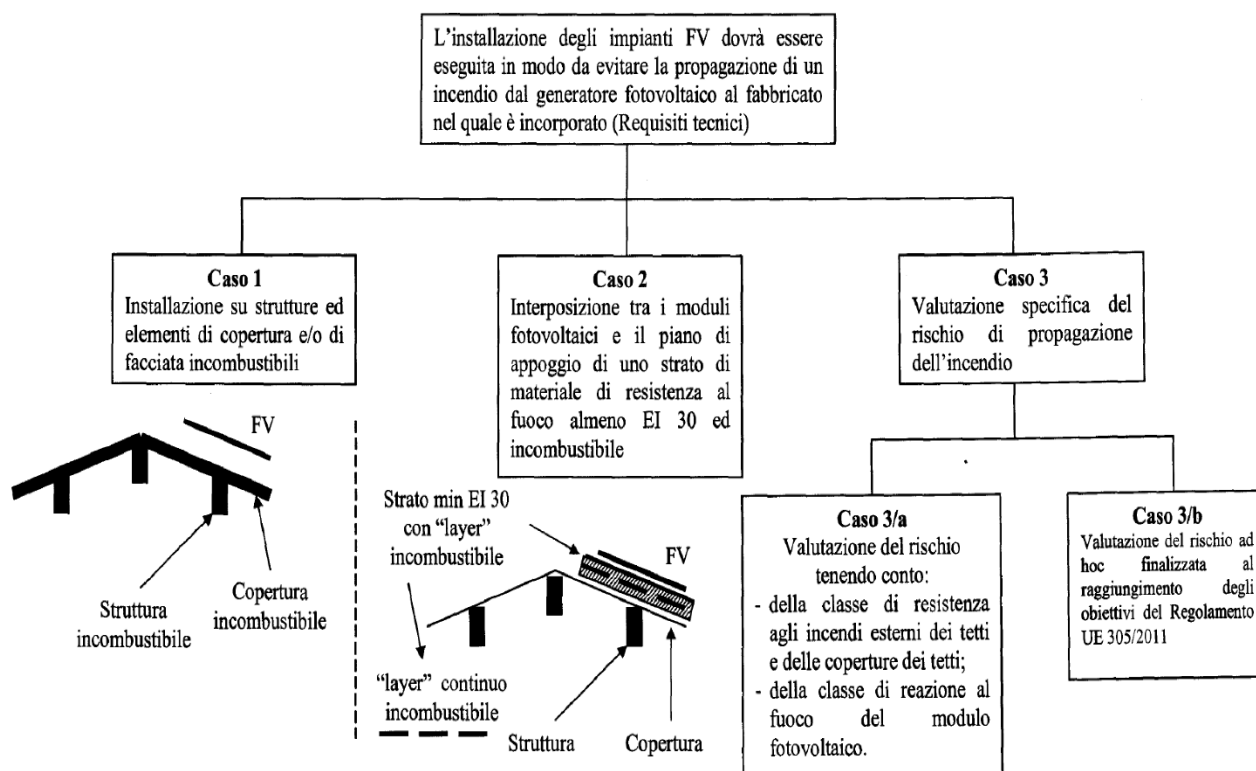 L'installazione degli impianti FV dovrà essere
eseguita in modo da evitare la propagazione di un
incendio dal generatore fotovoltaico al fabbricato
nel quale è incorporato (Requisiti tecnici)
Caso 1
Installazione su strutture ed
elementi di copertura e/o di
facciata incombustibili
FV
Struttura
incombustibile
Copertura
incombustibile
Caso 2
Interposizione tra i moduli
fotovoltaici e il piano di
appoggio di uno strato di
materiale di resistenza al
fuoco almeno EI 30 ed
incombustibile
Strato min EI 30
con “layer”
incombustibile
FV
“layer” continuo
incombustibile
Struttura
Copertura
Caso 3
Valutazione specifica del
rischio di propagazione
dell'incendio
Caso 3/a
Valutazione del rischio
tenendo conto:
- della classe di resistenza
agli incendi esterni dei tetti
e delle coperture dei tetti;
- della classe di reazione al
fuoco del modulo
fotovoltaico.
Caso 3/b
Valutazione del rischio ad
hoc finalizzata al
raggiungimento degli
obiettivi del Regolamento
UE 305/2011